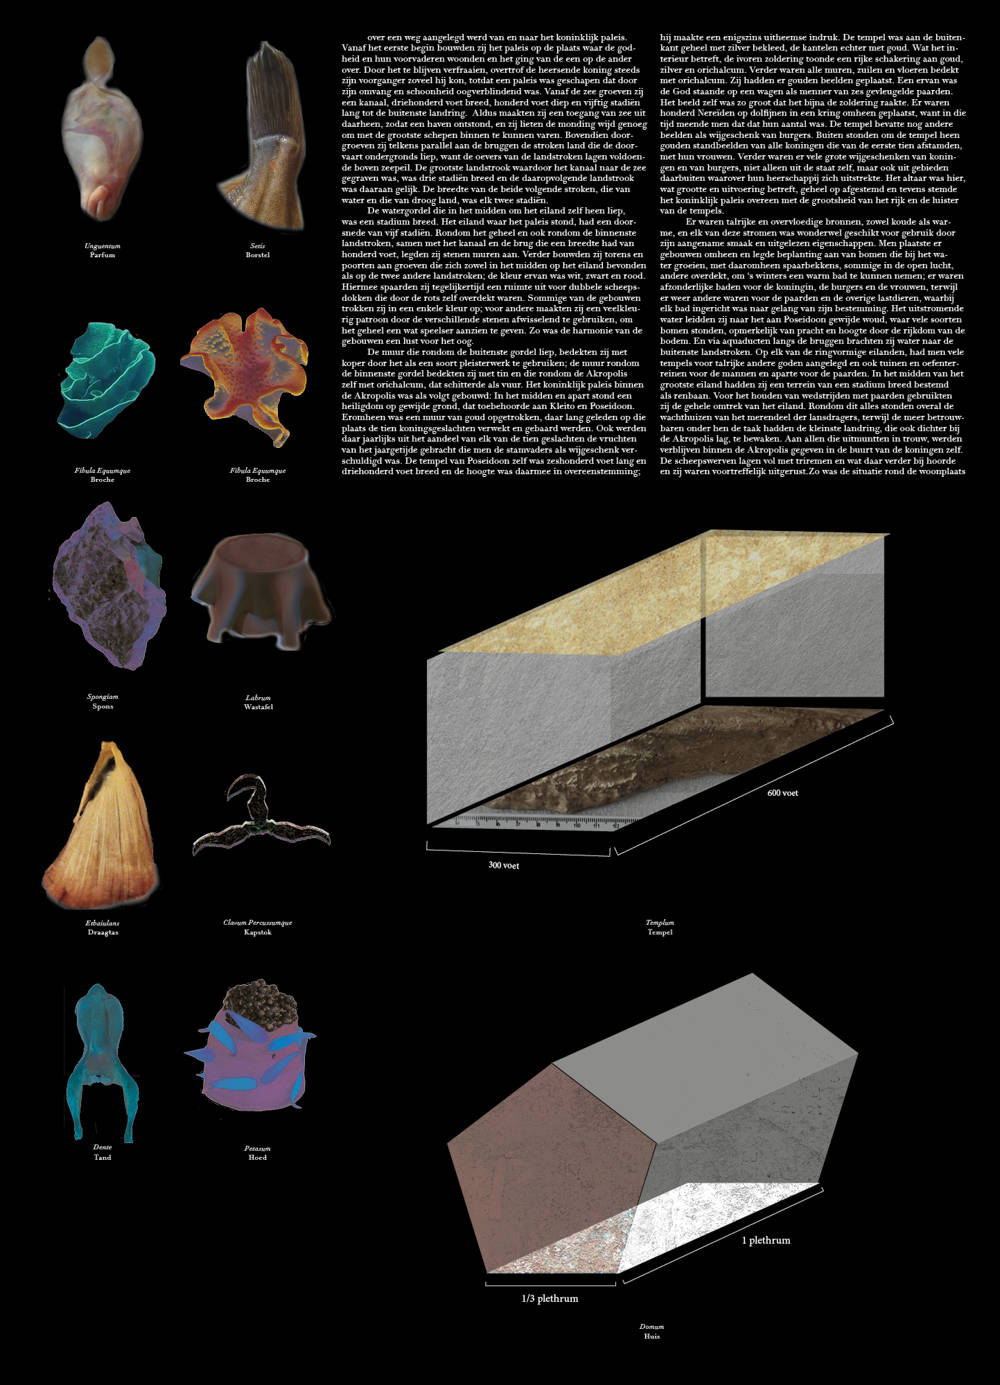 over een weg aangelegd werd van en naar het koninklijk paleis.
Vanaf het eerste begin bouwden zij het paleis op de plaats waar de god-
heid en hun voorvaderen woonden en het ging van de een op de ander
over. Door het te blijven verfraaien, overtrof de heersende koning steeds
zijn voorganger zoveel hij kon, totdat een paleis was geschapen dat door
zijn omvang en schoonheid oogverblindend was. Vanaf de zee groeven zij
een kanaal, driehonderd voet breed, honderd voet diep en vijftig stadiën
lang tot de buitenste landring. Aldus maakten zij een toegang van zee uit
daarheen, zodat een haven ontstond, en zij lieten de monding wijd genoeg
om met de grootste schepen binnen te kunnen varen. Bovendien door-
groeven zij telkens parallel aan de bruggen de stroken land die de door-
vaart ondergronds liep, want de oevers van de landstroken lagen voldoen-
de boven zeepeil. De grootste landstrook waardoor het kanaal naar de zee
gegraven was, was drie stadiën breed en de daaropvolgende landstrook
was daaraan gelijk. De breedte van de beide volgende stroken, die van
water en die van droog land, was elk twee stadiën.
De watergordel die in het midden om het eiland zelf heen liep,
was een stadium breed. Het eiland waar het paleis stond, had een door-
snede van vijf stadiën. Rondom het geheel en ook rondom de binnenste
landstroken, samen met het kanaal en de brug die een breedte had van
honderd voet, legden zij stenen muren aan. Verder bouwden zij torens en
poorten aan groeven die zich zowel in het midden op het eiland bevonden
als op de twee andere landstroken; de kleur ervan was wit, zwart en rood.
Hiermee spaarden zij tegelijkertijd een ruimte uit voor dubbele scheeps-
dokken die door de rots zelf overdekt waren. Sommige van de gebouwen
trokken zij in een enkele kleur op; voor andere maakten zij een veelkleu-
rig patroon door de verschillende stenen afwisselend te gebruiken, om
het geheel een wat speelser aanzien te geven. Zo was de harmonie van de
gebouwen een lust voor het oog.
De muur die rondom de buitenste gordel liep, bedekten zij met
koper door het als een soort pleisterwerk te gebruiken; de muur rondom
de binnenste gordel bedekten zij met tin en die rondom de Akropolis
zelf met orichalcum, dat schitterde als vuur. Het koninklijk paleis binnen
de Akropolis was als volgt gebouwd: In het midden en apart stond een
heiligdom op gewijde grond, dat toebehoorde aan Kleito en Poseidoon.
Eromheen was een muur van goud opgetrokken, daar lang geleden op die
plaats de tien koningsgeslachten verwekt en gebaard werden. Ook werden
daar jaarlijks uit het aandeel van elk van de tien geslachten de vruchten
van het jaargetijde gebracht die men de stamvaders als wijgeschenk ver-
schuldigd was. De tempel van Poseidoon zelf was zeshonderd voet lang en
driehonderd voet breed en de hoogte was daarmee in overeenstemming;
hij maakte een enigszins uitheemse indruk. De tempel was aan de buiten-
kant geheel met zilver bekleed, de kantelen echter met goud. Wat het in-
terieur betreft, de ivoren zoldering toonde een rijke schakering aan goud,
zilver en orichalcum. Verder waren alle muren, zuilen en vloeren bedekt
met orichalcum. Zij hadden er gouden beelden geplaatst. Een ervan was
de God staande op een wagen als menner van zes gevleugelde paarden.
Het beeld zelf was zo groot dat het bijna de zoldering raakte. Er waren
honderd Nereïden op dolfijnen in een kring omheen geplaatst, want in die
tijd meende men dat dat hun aantal was. De tempel bevatte nog andere
beelden als wijgeschenk van burgers. Buiten stonden om de tempel heen
gouden standbeelden van alle koningen die van de eerste tien afstamden,
met hun vrouwen. Verder waren er vele grote wijgeschenken van konin-
gen en van burgers, niet alleen uit de staat zelf, maar ook uit gebieden
daarbuiten waarover hun heerschappij zich uitstrekte. Het altaar was hier,
wat grootte en uitvoering betreft, geheel op afgestemd en tevens stemde
het koninklijk paleis overeen met de grootsheid van het rijk en de luister
van de tempels.
Er waren talrijke en overvloedige bronnen, zowel koude als war-
me, en elk van deze stromen was wonderwel geschikt voor gebruik door
zijn aangename smaak en uitgelezen eigenschappen. Men plaatste er
gebouwen omheen en legde beplanting aan van bomen die bij het wa-
ter groeien, met daaromheen spaarbekkens, sommige in de open lucht,
andere overdekt, om 's winters een warm bad te kunnen nemen; er waren
afzonderlijke baden voor de koningin, de burgers en de vrouwen, terwijl
er weer andere waren voor de paarden en de overige lastdieren, waarbij
elk bad ingericht was naar gelang van zijn bestemming. Het uitstromende
water leidden zij naar het aan Poseidoon gewijde woud, waar vele soorten
bomen stonden, opmerkelijk van pracht en hoogte door de rijkdom van de
bodem. En via aquaducten langs de bruggen brachten zij water naar de
buitenste landstroken. Op elk van de ringvormige eilanden, had men vele
tempels voor talrijke andere goden aangelegd en ook tuinen en oefenter-
reinen voor de mannen en aparte voor de paarden. In het midden van het
grootste eiland hadden zij een terrein van een stadium breed bestemd
als renbaan. Voor het houden van wedstrijden met paarden gebruikten
zij de gehele omtrek van het eiland. Rondom dit alles stonden overal de
wachthuizen van het merendeel der lansdragers, terwijl de meer betrouw-
baren onder hen de taak hadden de kleinste landring, die ook dichter bij
de Akropolis lag, te bewaken. Aan allen die uitmuntten in trouw, werden
verblijven binnen de Akropolis gegeven in de buurt van de koningen zelf.
De scheepswerven lagen vol met triremen en wat daar verder bij hoorde
en zij waren voortreffelijk uitgerust.Zo was de situatie rond de woonplaats
Unguentum
Parfum
Setis
Borstel
Fibula Equumque
Broche
Fibula Equumque
Broche
Spongiam
Spons
Labrum
Wastafel
600 voet
300 voet
Etbaiulans
Draagtas
Clavum Percussumque
Kapstok
Templum
Tempel
Dente
Tand
Petasum
Hoed
1 plethrum
1/3 plethrum
Domum
Huis